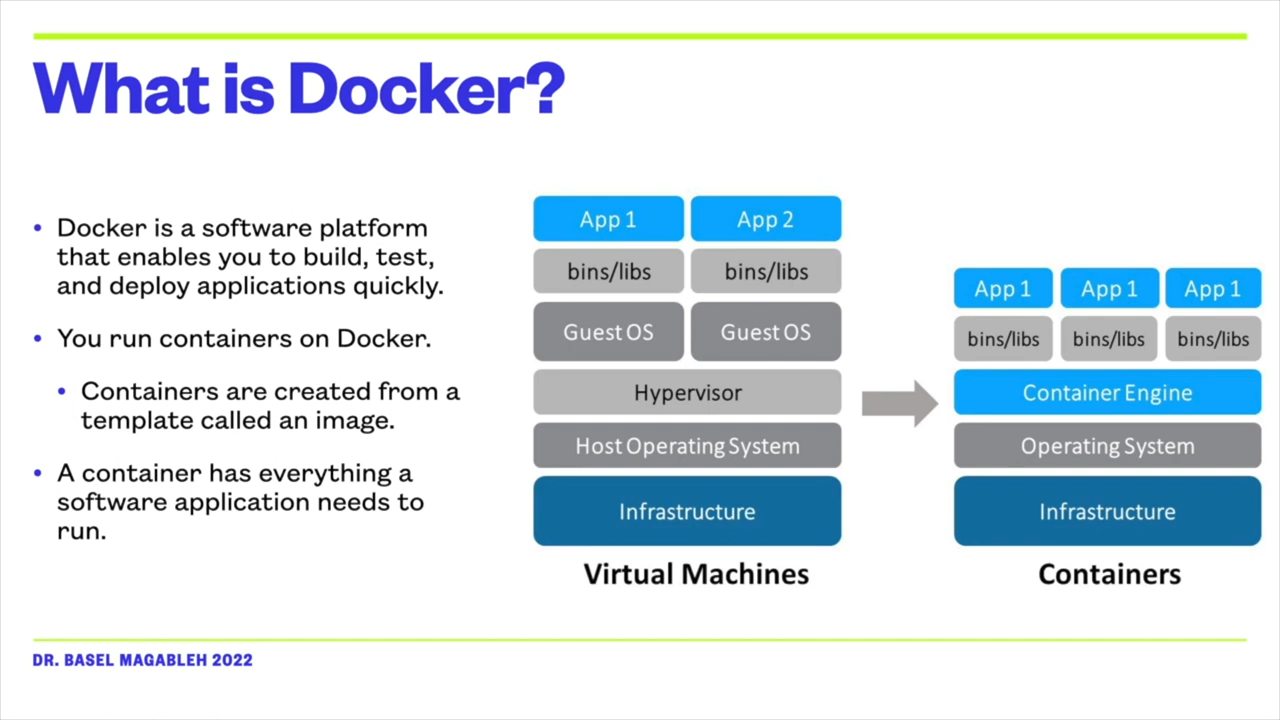 What is Docker?
• Docker is a software platform
that enables you to build, test,
and deploy applications quickly.
• You run containers on Docker.
• Containers are created from a
template called an image.
• A container has everything a
software application needs to
run.
App 1 App 2
bins/libs bins/libs
Guest OS Guest OS
Hypervisor
Host Operating System
Infrastructure
Virtual Machines
App 1 App 1 App 1
bins/libs bins/libs bins/libs
Container Engine
Operating System
Infrastructure
Containers
DR. BASEL MAGABLEH 2022